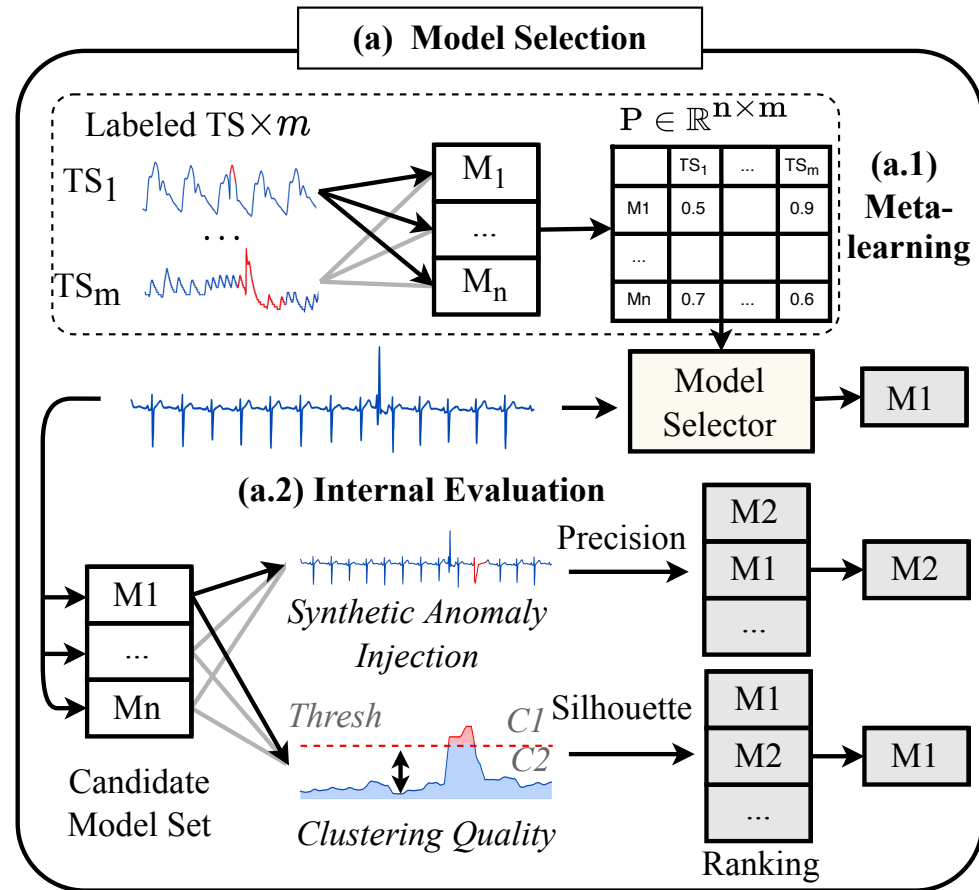 (a) Model Selection
Labeled TS×m
P ∈ ℝ^{n×m}
TS1
. . .
TSm
M1
...
Mn
TS1 ... TSm
M1 0.5 0.9
...
Mn 0.7 ... 0.6
(a.1)
Meta-
learning
Model
Selector
M1
(a.2) Internal Evaluation
M1
...
Mn
Candidate
Model Set
Synthetic Anomaly
Injection
Precision
M2
M1
...
M2
Thresh
C1
C2
Clustering Quality
Silhouette
M1
M2
...
Ranking
M1